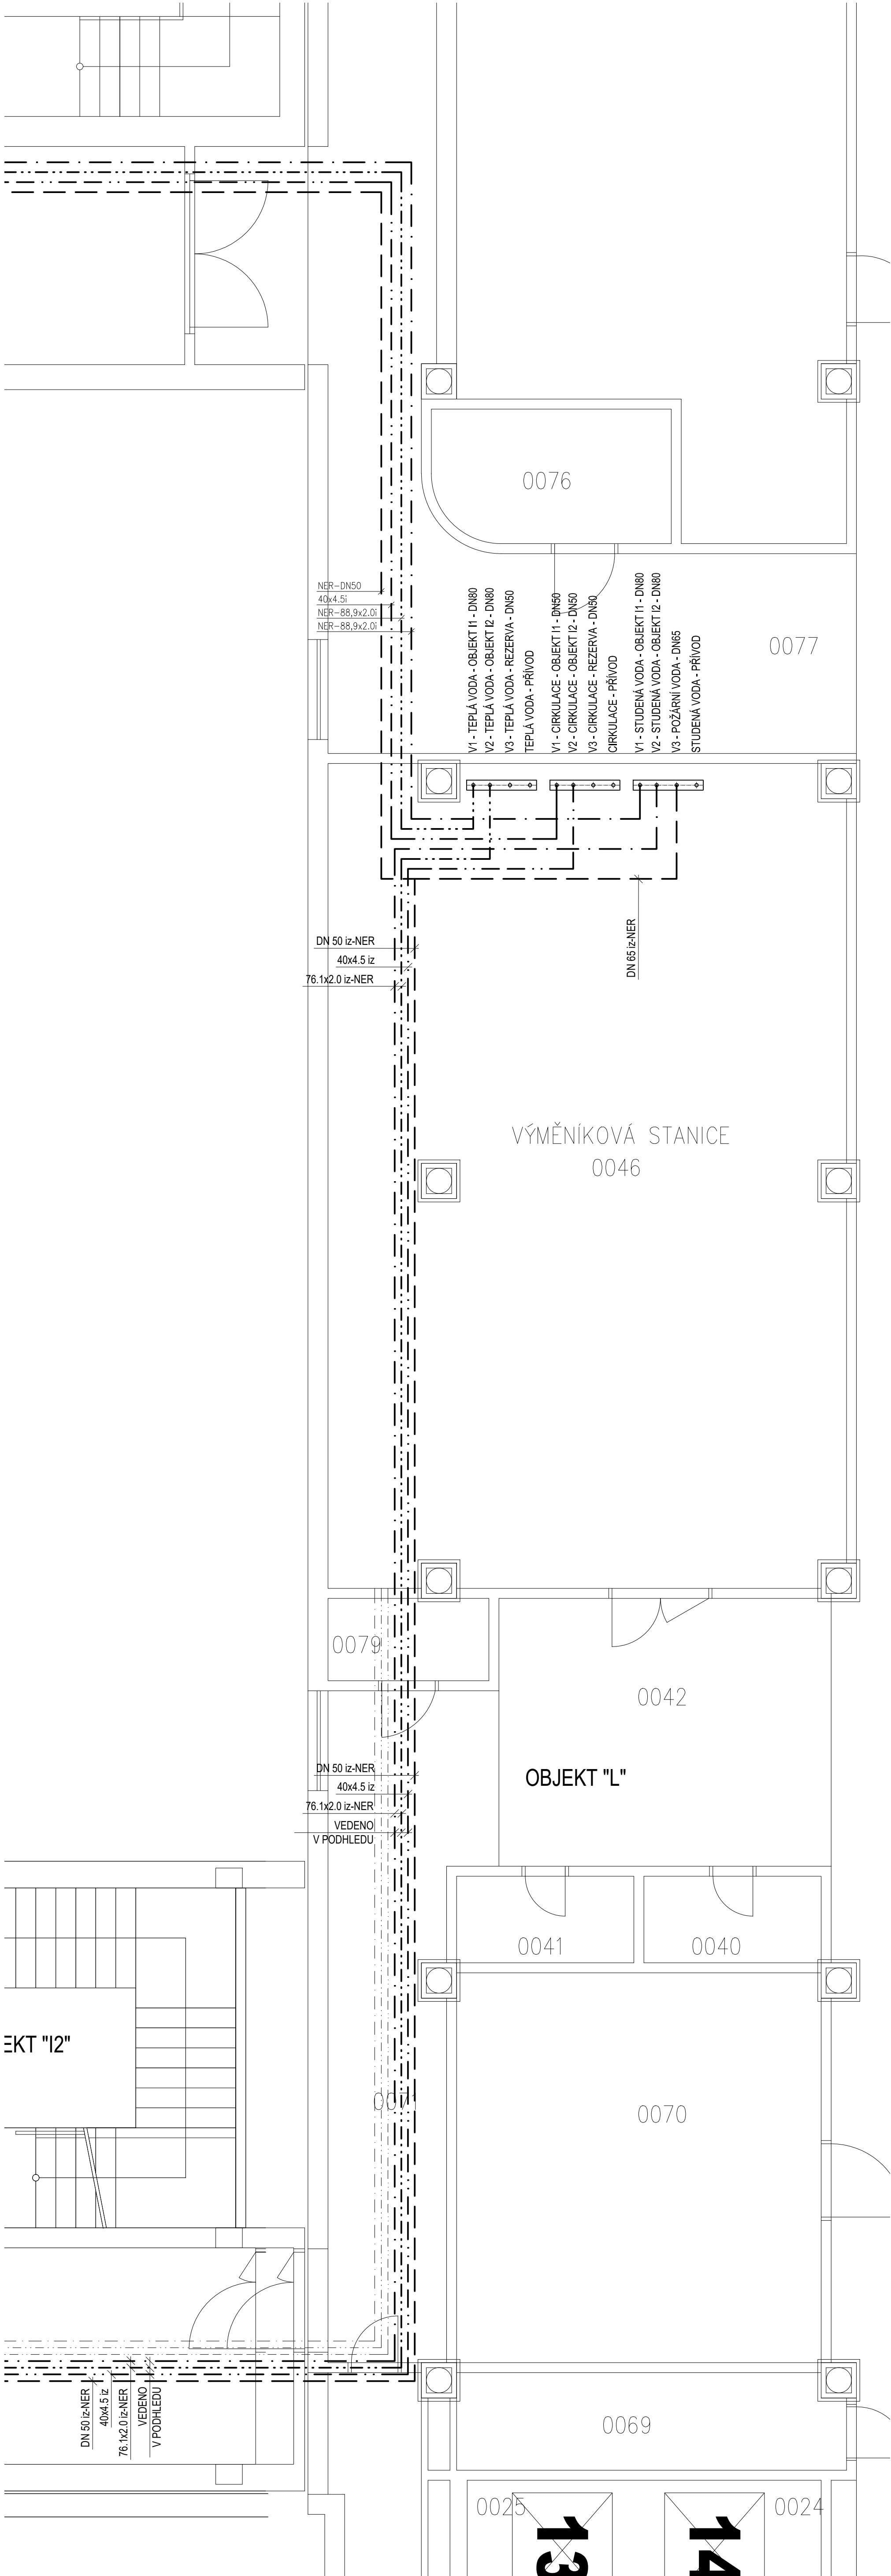 0076
NER-DN50
40x4.5i
NER-88,9x2.0i
NER-88,9x2.0i
V1 - TEPLÁ VODA - OBJEKT I1 - DN80
V2 - TEPLÁ VODA - OBJEKT I2 - DN80
V3 - TEPLÁ VODA - REZERVA - DN50
TEPLÁ VODA - PŘÍVOD
V1 - CIRKULACE - OBJEKT I1 - DN50
V2 - CIRKULACE - OBJEKT I2 - DN50
V3 - CIRKULACE - REZERVA - DN50
CIRKULACE - PŘÍVOD
V1 - STUDENÁ VODA - OBJEKT I1 - DN80
V2 - STUDENÁ VODA - OBJEKT I2 - DN80
V3 - POŽÁRNÍ VODA - DN65
STUDENÁ VODA - PŘÍVOD
0077
DN 50 iz-NER
40x4.5 iz
76.1x2.0 iz-NER
DN 65 iz-NER
VÝMĚNÍKOVÁ STANICE
0046
0079
0042
OBJEKT "L"
DN 50 iz-NER
40x4.5 iz
76.1x2.0 iz-NER
VEDENO
V PODHLEDU
0041
0040
EKT "I2"
0070
DN 50 iz-NER
40x4.5 iz
76.1x2.0 iz-NER
VEDENO
V PODHLEDU
0069
0025
0024
13
14